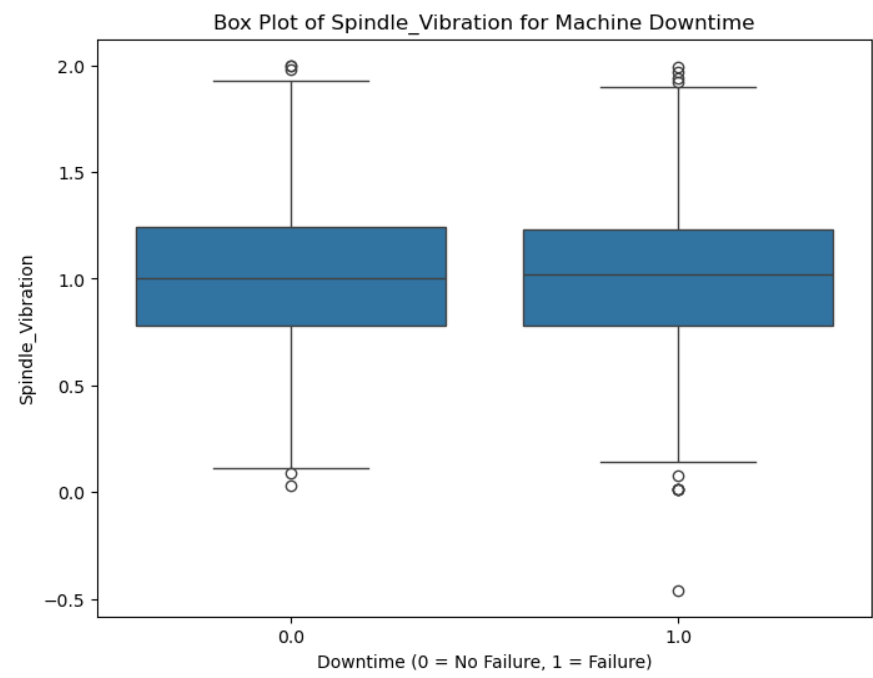 Box Plot of Spindle_Vibration for Machine Downtime
2.0
1.5
1.0
0.5
0.0
−0.5
Spindle_Vibration
0.0
1.0
Downtime (0 = No Failure, 1 = Failure)